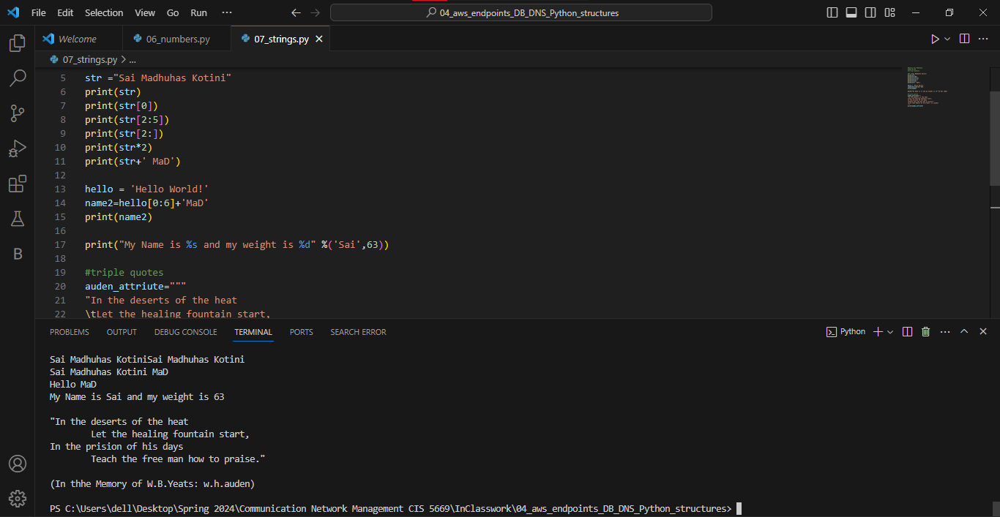 File Edit Selection View Go Run ··· 04_aws_endpoints_DB_DNS_Python_structures
Welcome 06_numbers.py 07_strings.py
07_strings.py > ...
5 str ="Sai Madhuhas Kotini"
6 print(str)
7 print(str[0])
8 print(str[2:5])
9 print(str[2:])
10 print(str*2)
11 print(str+' MaD')
12
13 hello = 'Hello World!'
14 name2=hello[0:6]+'MaD'
15 print(name2)
16
17 print("My Name is %s and my weight is %d" %('Sai',63))
18
19 #triple quotes
20 auden_attriute="""
21 "In the deserts of the heat
22 \tLet the healing fountain start,
B
PROBLEMS OUTPUT DEBUG CONSOLE TERMINAL PORTS SEARCH ERROR Python
Sai Madhuhas KotiniSai Madhuhas Kotini
Sai Madhuhas Kotini MaD
Hello MaD
My Name is Sai and my weight is 63
"In the deserts of the heat
Let the healing fountain start,
In the prision of his days
Teach the free man how to praise."
(In thhe Memory of W.B.Yeats: w.h.auden)
PS C:\Users\dell\Desktop\Spring 2024\Communication Network Management CIS 5669\InClasswork\04_aws_endpoints_DB_DNS_Python_structures>